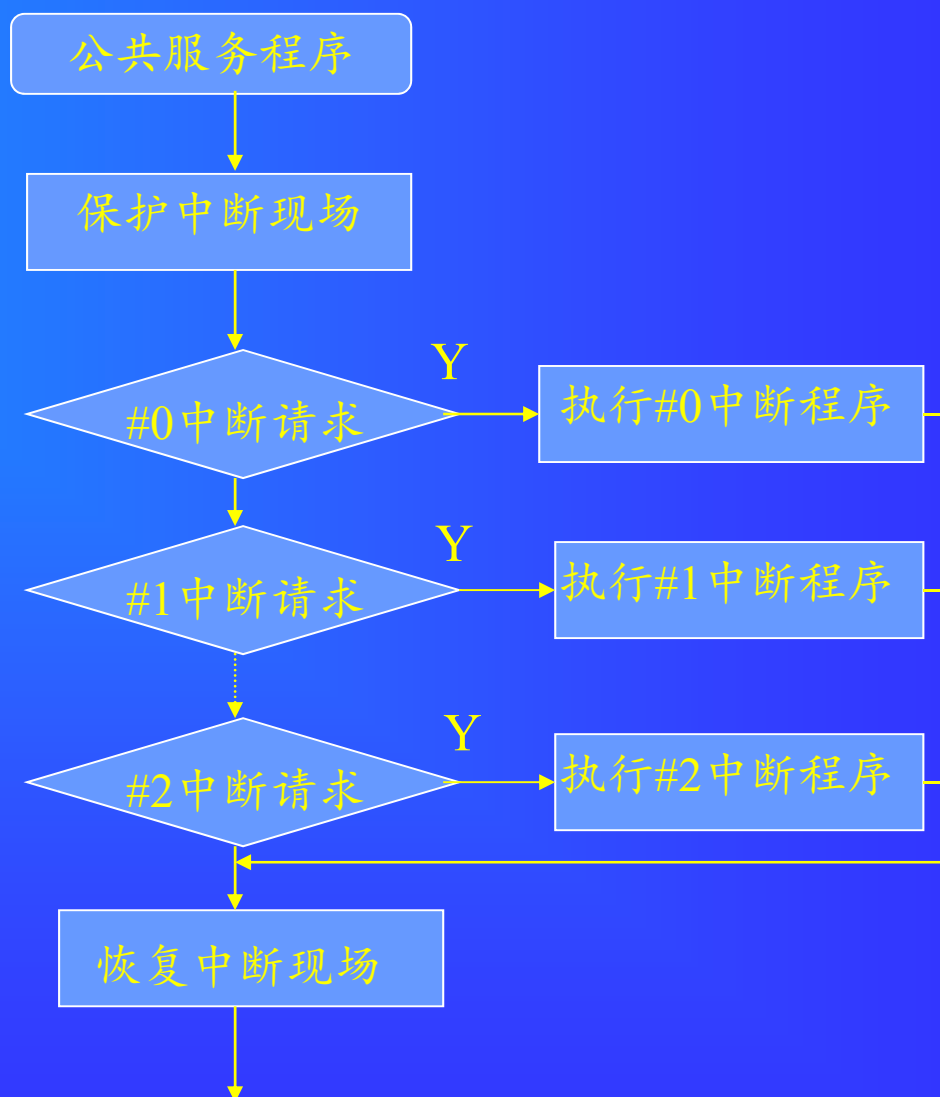 公共服务程序
保护中断现场
Y
#0中断请求
执行#0中断程序
Y
#1中断请求
执行#1中断程序
Y
#2中断请求
执行#2中断程序
恢复中断现场